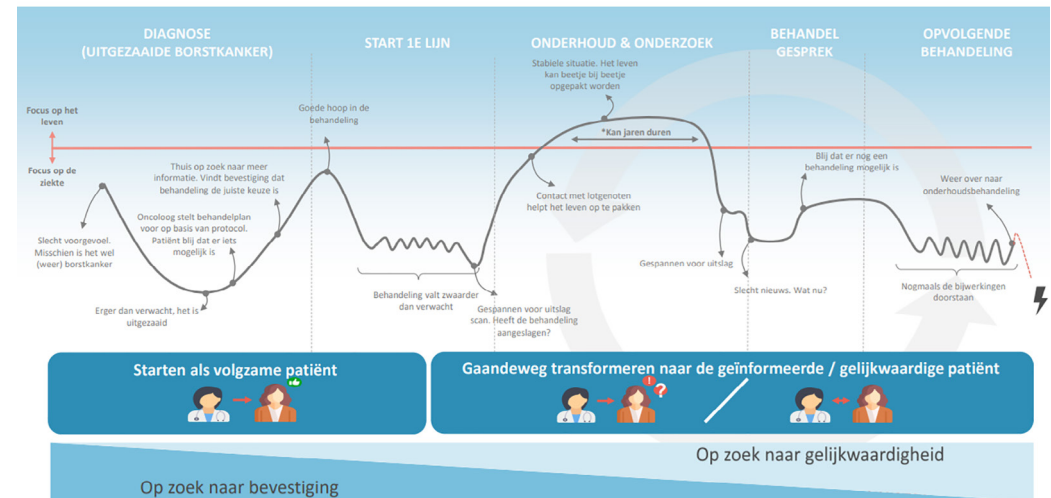 DIAGNOSE
(UITGEZAAIDE BORSTKANKER)
START 1E LIJN
ONDERHOUD & ONDERZOEK
BEHANDEL
GESPREK
OPVOLGENDE
BEHANDELING
Focus op het
leven
Focus op de
ziekte
Slecht voorgevoel.
Misschien is het wel
(weer) borstkanker
Erger dan verwacht, het is
uitgezaaid
Oncoloog stelt behandelplan
voor op basis van protocol.
Patiënt blij dat er iets
mogelijk is
Thuis op zoek naar meer
informatie. Vindt bevestiging dat
behandeling de juiste keuze is
Goede hoop in de
behandeling
Behandeling valt zwaarder
dan verwacht
Gespannen voor uitslag
scan. Heeft de behandeling
aangeslagen?
Contact met lotgenoten
helpt het leven op te pakken
Stabiele situatie. Het leven
kan beetje bij beetje
opgepakt worden
*Kan jaren duren
Gespannen voor uitslag
Slecht nieuws. Wat nu?
Blij dat er nog een
behandeling mogelijk is
Weer over naar
onderhoudsbehandeling
Nogmaals de bijwerkingen
doorstaan
Starten als volgzame patiënt
Gaandeweg transformeren naar de geïnformeerde / gelijkwaardige patiënt
! ?
/
Op zoek naar gelijkwaardigheid
Op zoek naar bevestiging